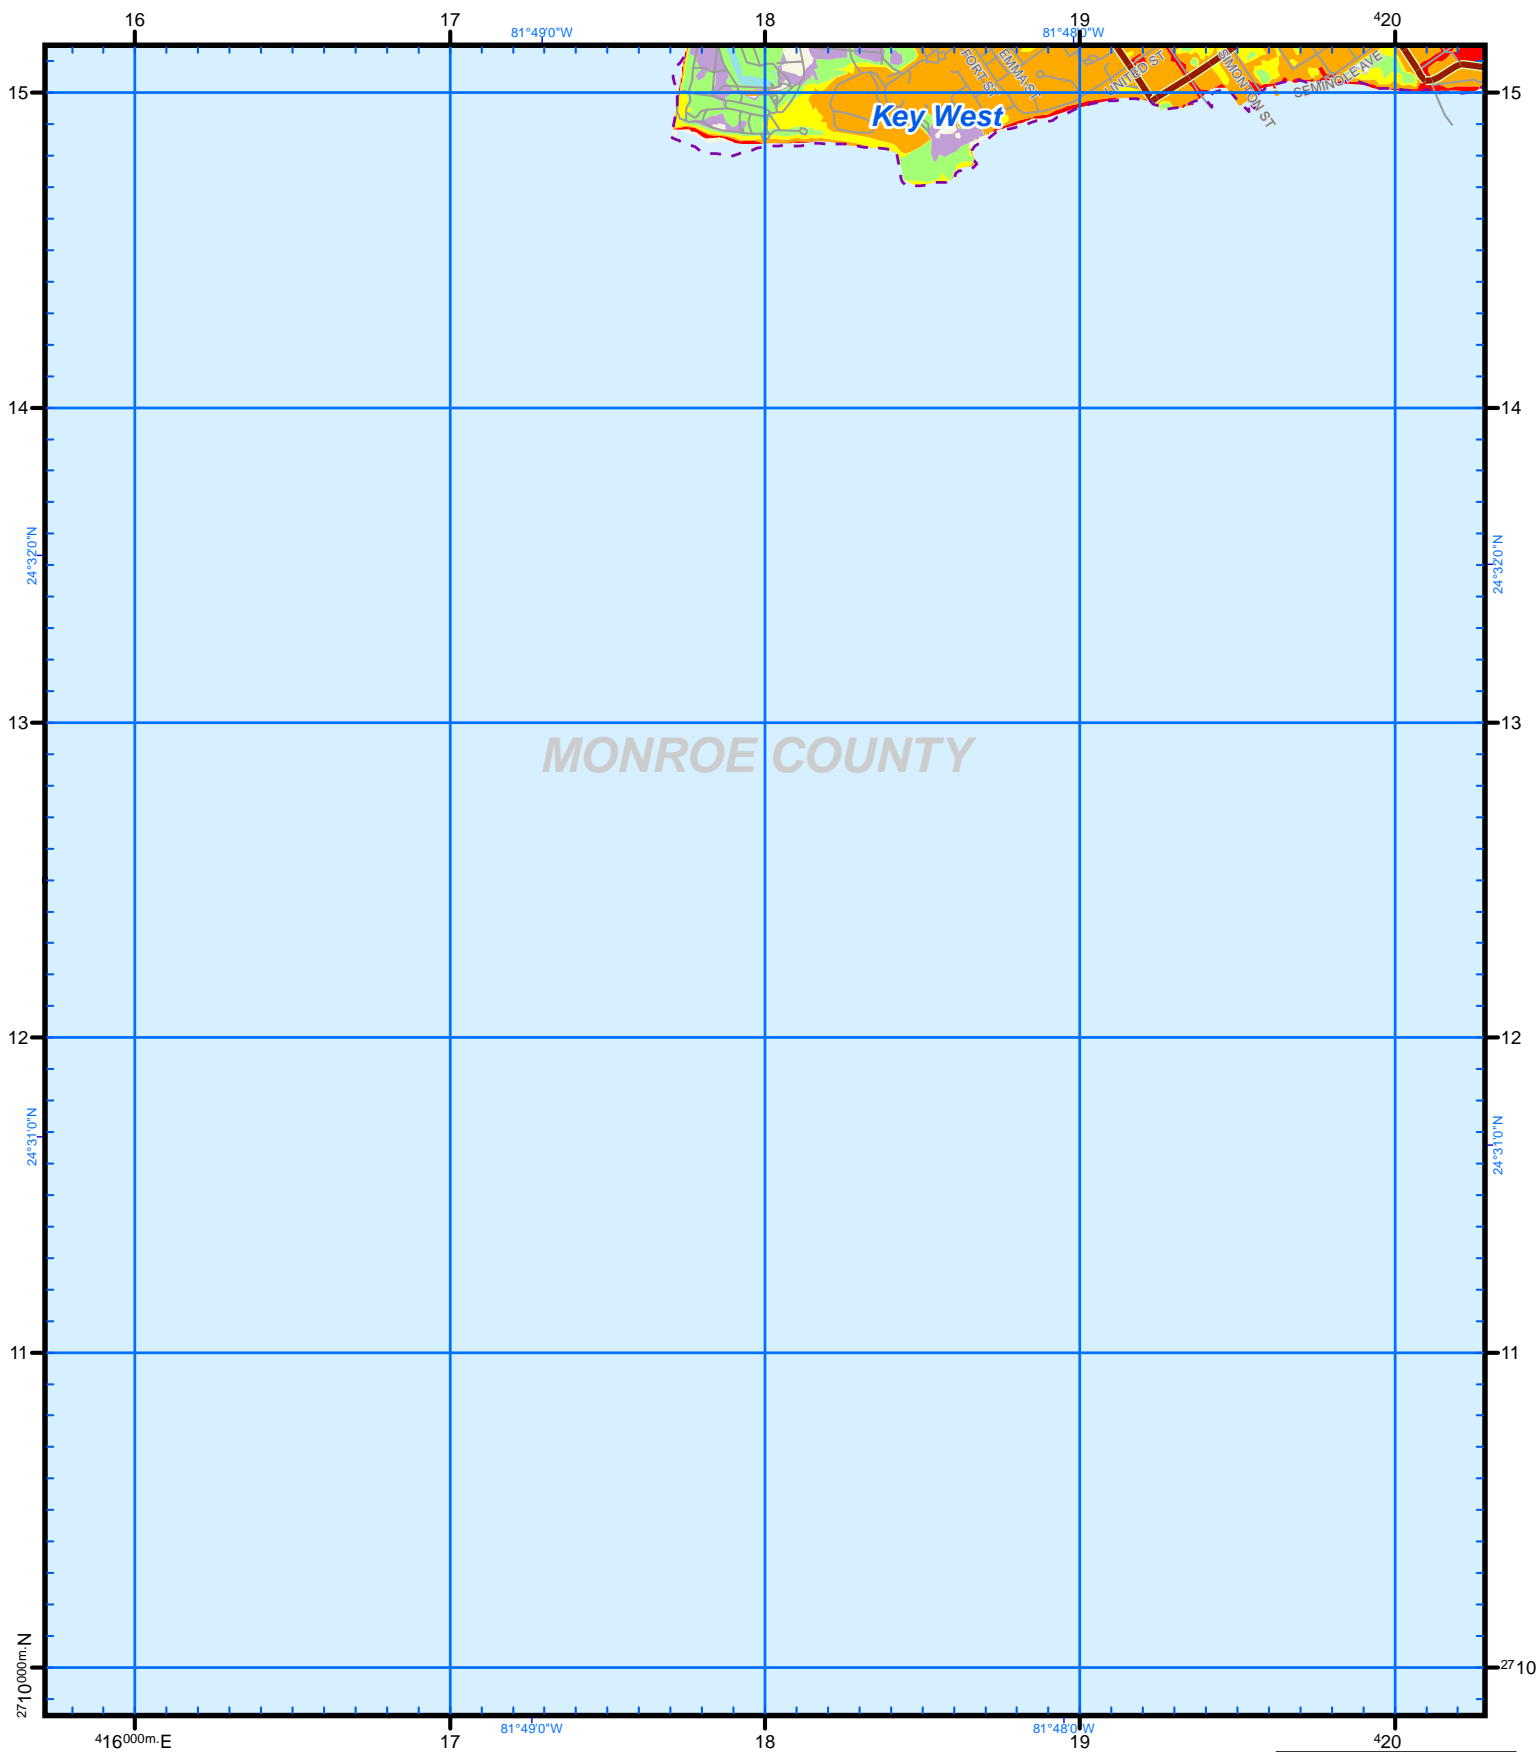 16 17 18 19 420
81°49'0"W 81°48'0"W
FORT ST
EMMA ST
UNITED ST
SIMONTON ST
SEMINOLE AVE
15 15
Key West
14 14
24°32'0"N 24°32'0"N
13 13
MONROE COUNTY
12 12
24°31'0"N 24°31'0"N
11 11
2710000m.N 2710
81°49'0"W 81°48'0"W
416000m.E 17 18 19 420